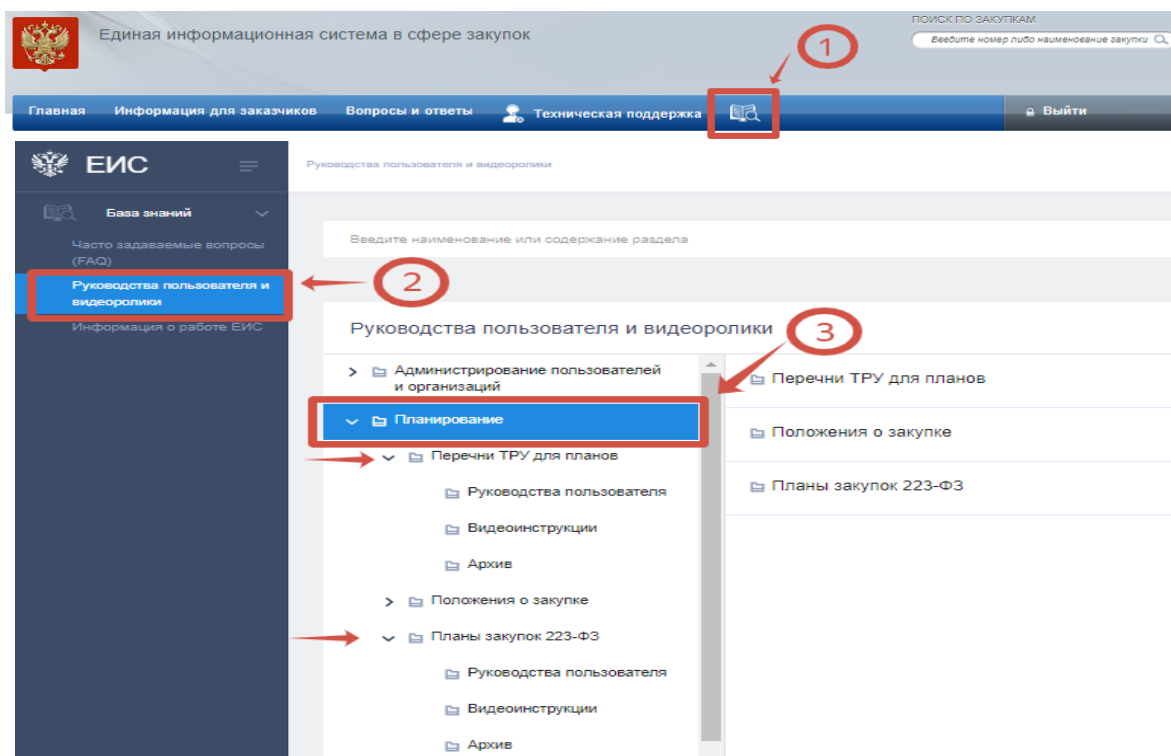 ПОИСК ПО ЗАКУПКАМ
Единая информационная система в сфере закупок
Введите номер либо наименование закупки
1
Главная Информация для заказчиков Вопросы и ответы Техническая поддержка Выйти
ЕИС
Руководства пользователя и видеоролики
База знаний
Часто задаваемые вопросы
(FAQ)
Руководства пользователя и
видеоролики
Информация о работе ЕИС
2
Введите наименование или содержание раздела
Руководства пользователя и видеоролики
3
Администрирование пользователей
и организаций
Планирование
Перечни ТРУ для планов
Руководства пользователя
Видеоинструкции
Архив
Положения о закупке
Планы закупок 223-ФЗ
Руководства пользователя
Видеоинструкции
Архив
Перечни ТРУ для планов
Положения о закупке
Планы закупок 223-ФЗ